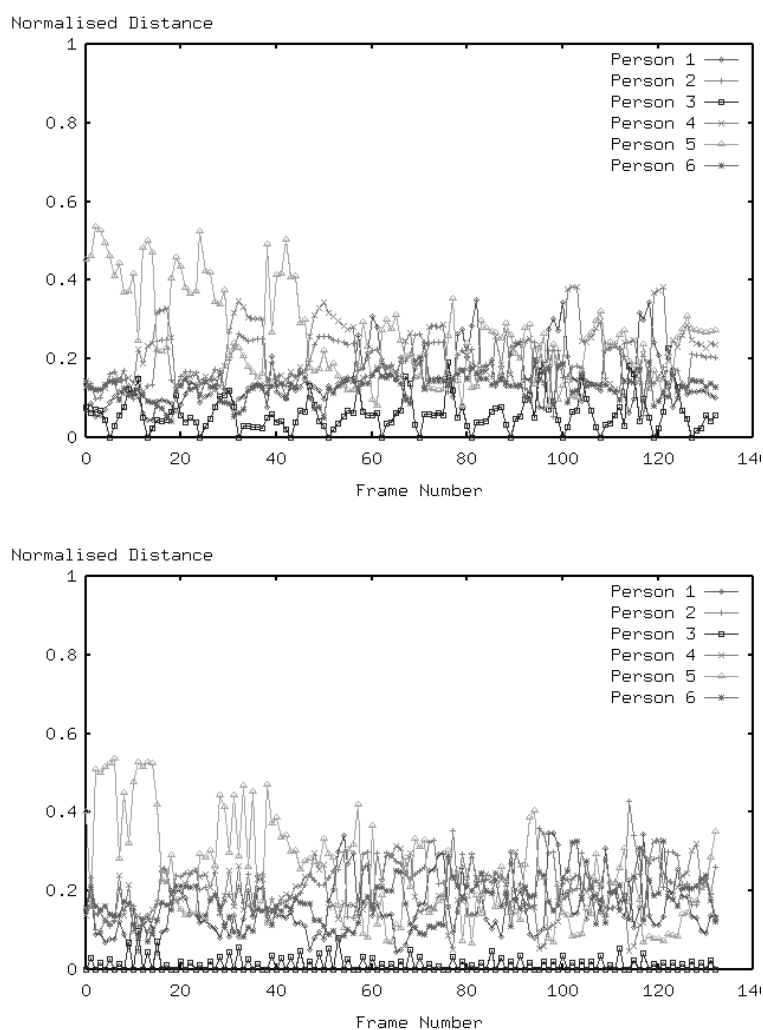 Normalised Distance
1
0.8
0.6
0.4
0.2
0
Person 1
Person 2
Person 3
Person 4
Person 5
Person 6
0 20 40 60 80 100 120 14
Frame Number
Normalised Distance
1
0.8
0.6
0.4
0.2
0
Person 1
Person 2
Person 3
Person 4
Person 5
Person 6
0 20 40 60 80 100 120 14
Frame Number